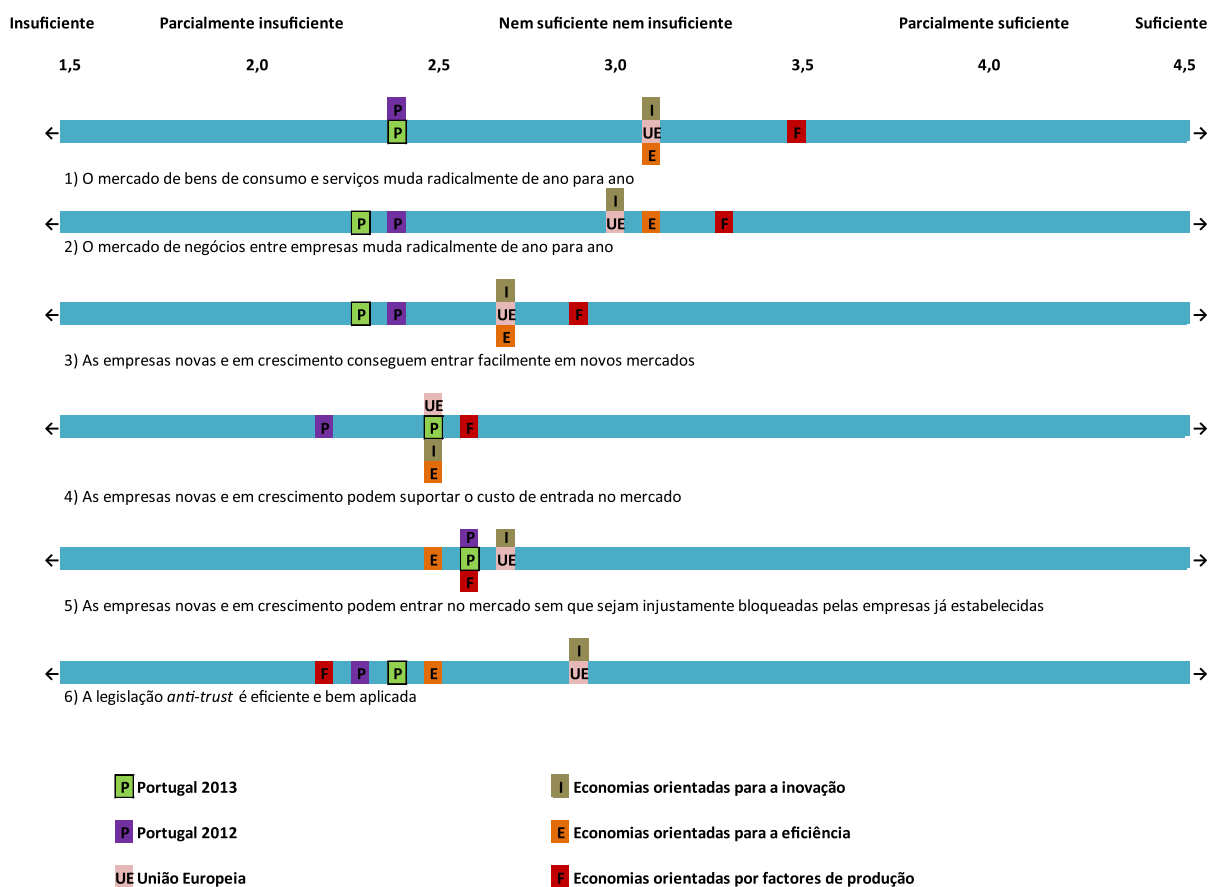 Insuficiente Parcialmente insuficiente Nem suficiente nem insuficiente Parcialmente suficiente Suficiente
1,5 2,0 2,5 3,0 3,5 4,0 4,5
P I
← P UE F →
E
1) O mercado de bens de consumo e serviços muda radicalmente de ano para ano
I
← P P UE E F →
2) O mercado de negócios entre empresas muda radicalmente de ano para ano
I
← P P UE F →
E
3) As empresas novas e em crescimento conseguem entrar facilmente em novos mercados
UE
← P P F →
I
E
4) As empresas novas e em crescimento podem suportar o custo de entrada no mercado
P I
← E P UE →
F
5) As empresas novas e em crescimento podem entrar no mercado sem que sejam injustamente bloqueadas pelas empresas já estabelecidas
I
← F P P E UE →
6) A legislação anti-trust é eficiente e bem aplicada
P Portugal 2013 I Economias orientadas para a inovação
P Portugal 2012 E Economias orientadas para a eficiência
UE União Europeia F Economias orientadas por factores de produção